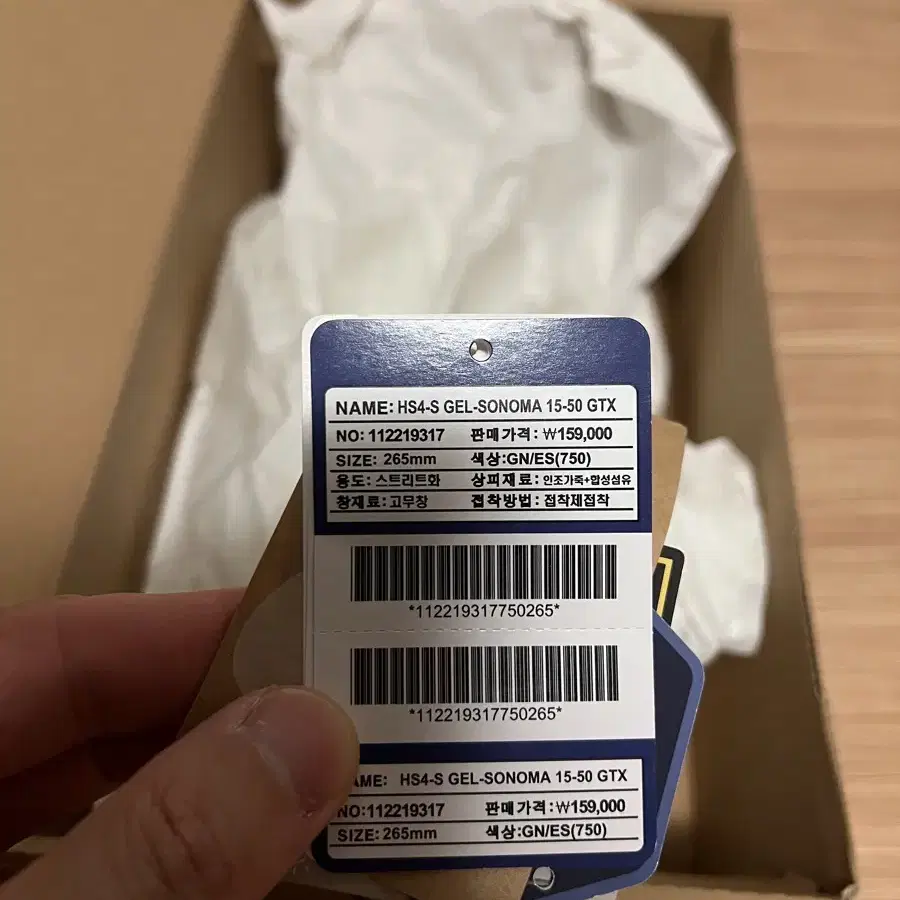 NAME: HS4-S GEL-SONOMA 15-50 GTX
NO: 112219317 판매가격: ₩159,000
SIZE: 265mm 색상:GN/ES(750)
용도: 스트리트화 상피재료: 인조가죽+합성섬유
창재료: 고무창 접착방법: 접착제접착
*112219317750265*
*112219317750265*
AME: HS4-S GEL-SONOMA 15-50 GTX
NO:112219317 판매가격:₩159,000
SIZE: 265mm 색상:GN/ES(750)